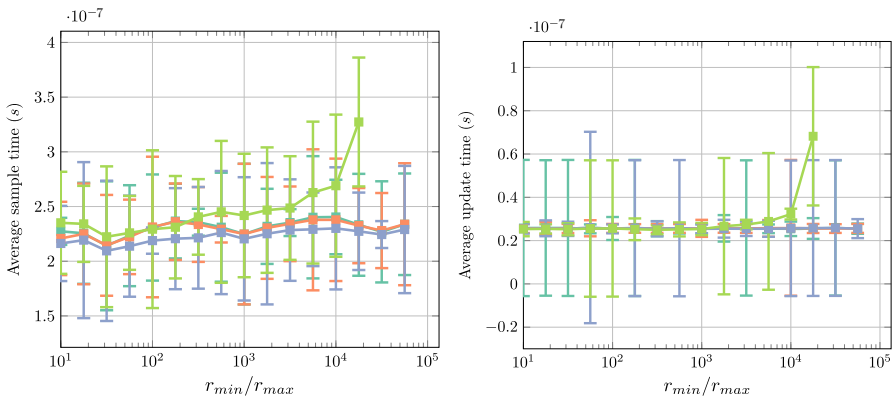 ·10⁻⁷
4
3.5
3
2.5
2
1.5
Average sample time (s)
10¹ 10² 10³ 10⁴ 10⁵
r_min/r_max
·10⁻⁷
1
0.8
0.6
0.4
0.2
0
−0.2
Average update time (s)
10¹ 10² 10³ 10⁴ 10⁵
r_min/r_max